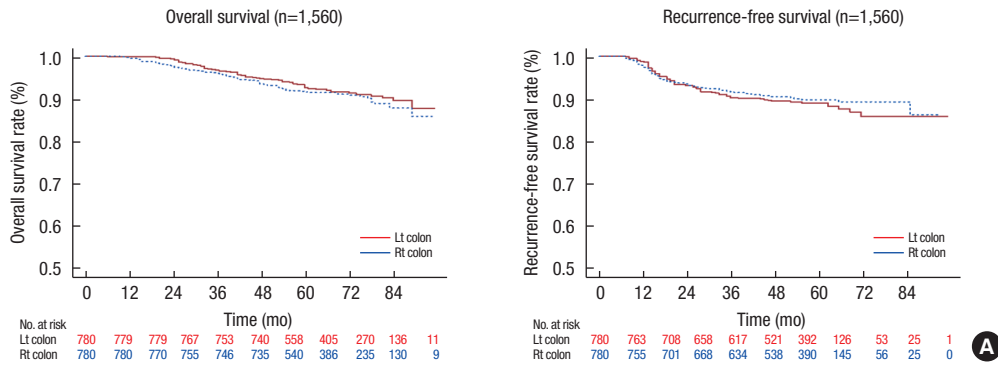 Overall survival (n=1,560)
Overall survival rate (%)
1.0
0.9
0.8
0.7
0.6
0.5
Lt colon
Rt colon
0 12 24 36 48 60 72 84
Time (mo)
No. at risk
Lt colon 780 779 779 767 753 740 558 405 270 136 11
Rt colon 780 780 770 755 746 735 540 386 235 130 9
Recurrence-free survival (n=1,560)
Recurrence-free survival rate (%)
1.0
0.9
0.8
0.7
0.6
0.5
Lt colon
Rt colon
0 12 24 36 48 60 72 84
Time (mo)
No. at risk
Lt colon 780 763 708 658 617 521 392 126 53 25 1
Rt colon 780 755 701 668 634 538 390 145 56 25 0
A